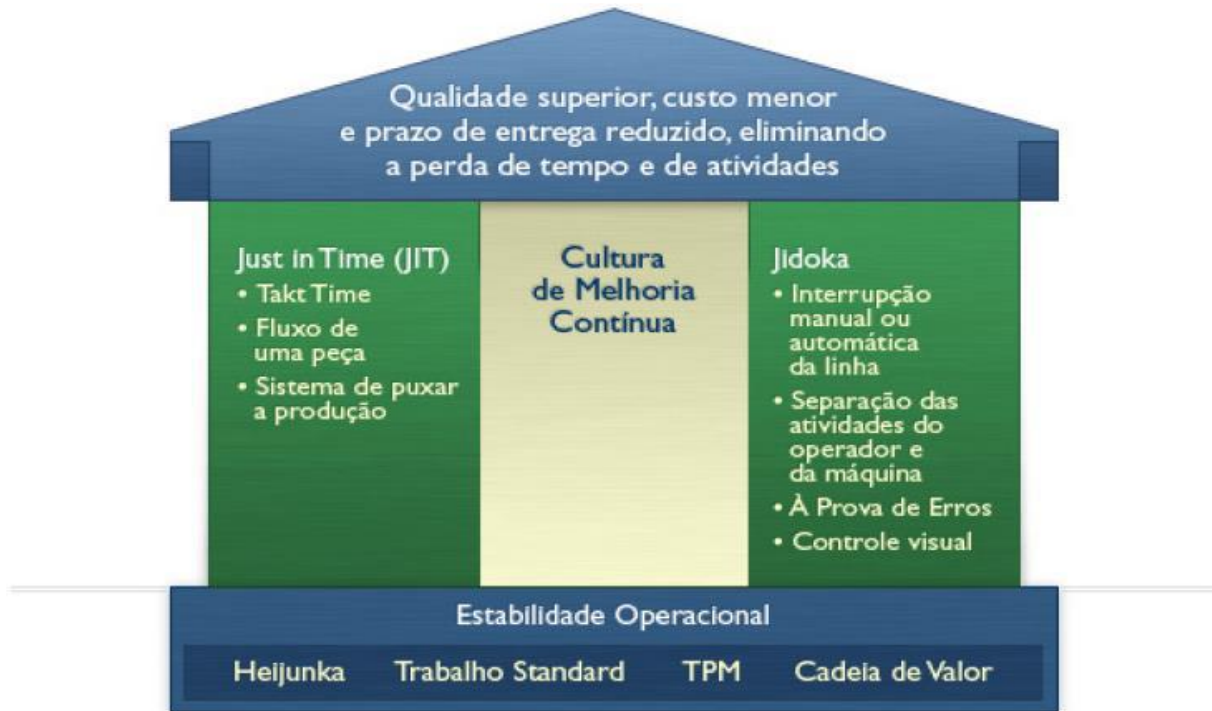 Qualidade superior, custo menor
e prazo de entrega reduzido, eliminando
a perda de tempo e de atividades
Just in Time (JIT)
• Takt Time
• Fluxo de
uma peça
• Sistema de puxar
a produção
Cultura
de Melhoria
Contínua
Jidoka
• Interrupção
manual ou
automática
da linha
• Separação das
atividades do
operador e
da máquina
• À Prova de Erros
• Controle visual
Estabilidade Operacional
Heijunka Trabalho Standard TPM Cadeia de Valor